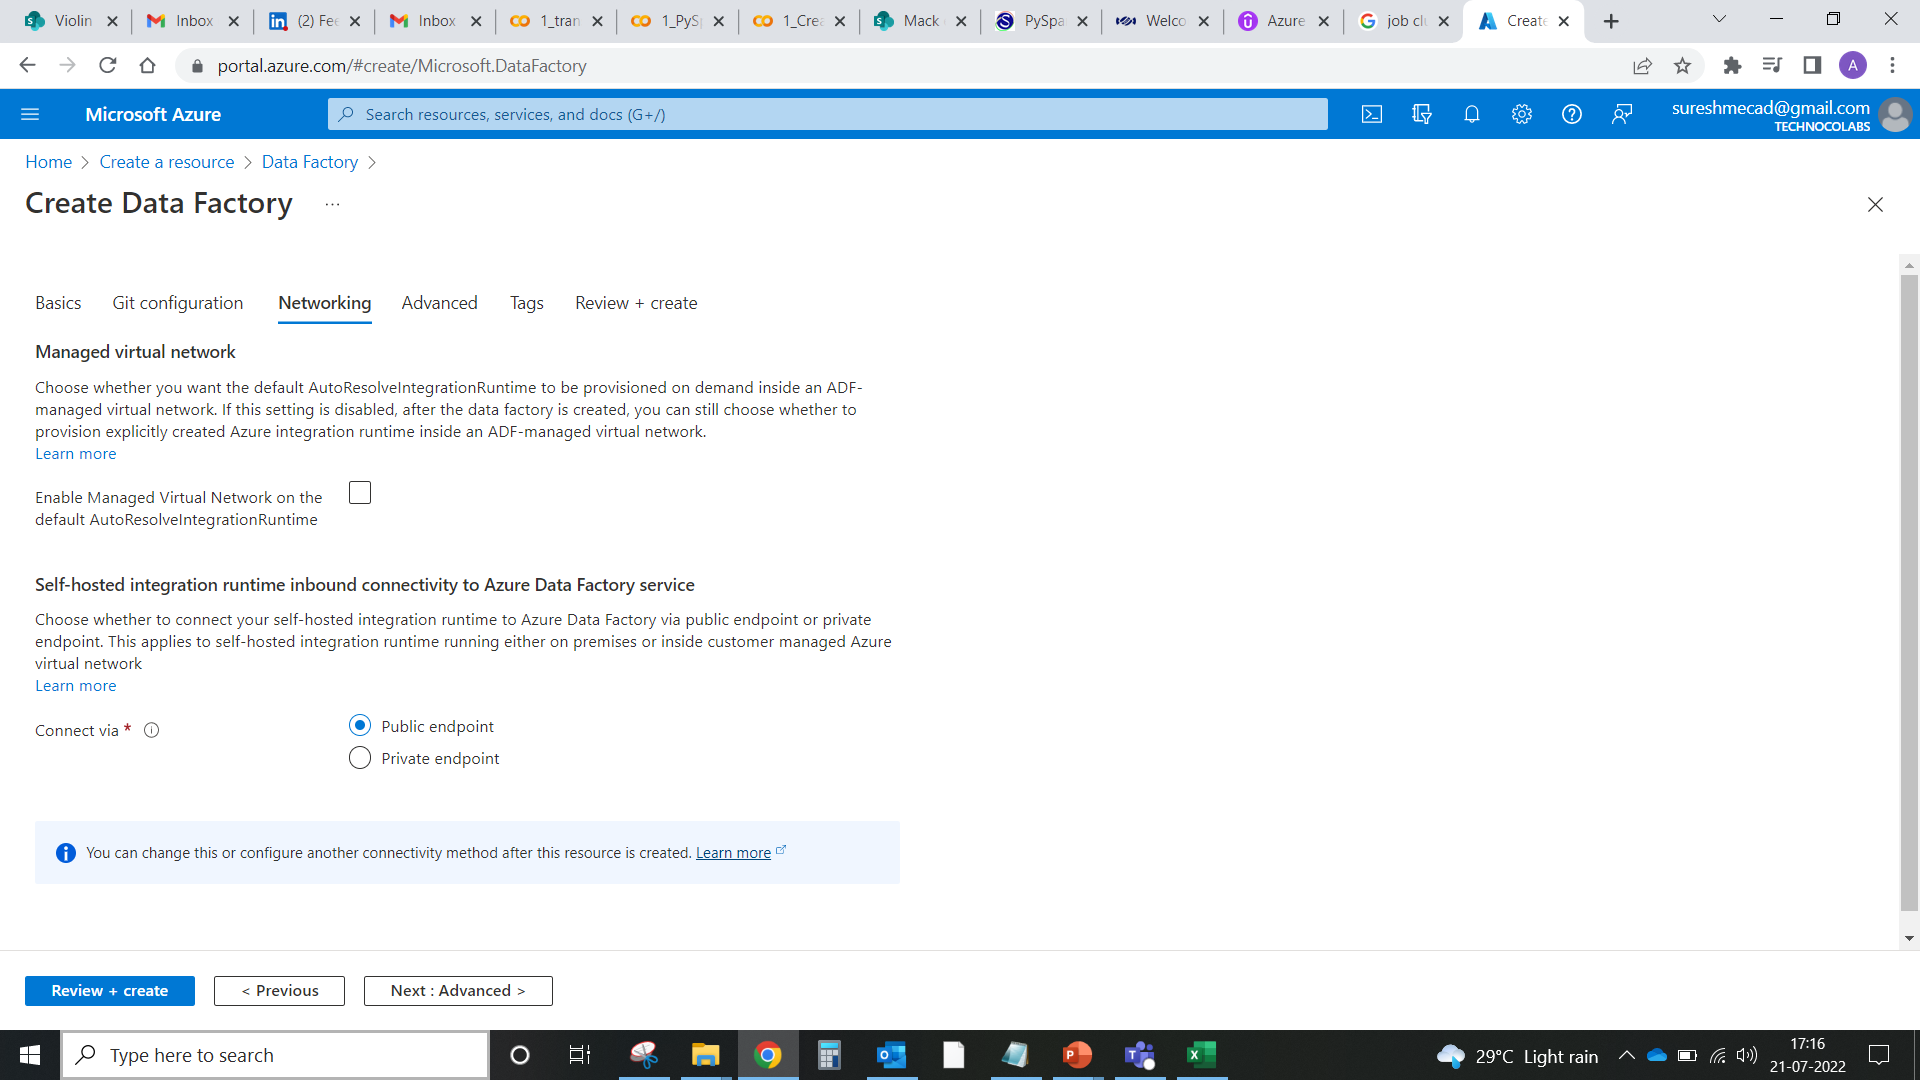 Violin
Inbox
(2) Fee
Inbox
1_tran
1_PySp
1_Crea
Mack
PySpa
Welco
Azure
job clu
Create
portal.azure.com/#create/Microsoft.DataFactory
A
Microsoft Azure
Search resources, services, and docs (G+/)
sureshmecad@gmail.com
TECHNOCOLABS
Home > Create a resource > Data Factory >
Create Data Factory ...
Basics Git configuration Networking Advanced Tags Review + create
Managed virtual network
Choose whether you want the default AutoResolveIntegrationRuntime to be provisioned on demand inside an ADF-
managed virtual network. If this setting is disabled, after the data factory is created, you can still choose whether to
provision explicitly created Azure integration runtime inside an ADF-managed virtual network.
Learn more
Enable Managed Virtual Network on the
default AutoResolveIntegrationRuntime
Self-hosted integration runtime inbound connectivity to Azure Data Factory service
Choose whether to connect your self-hosted integration runtime to Azure Data Factory via public endpoint or private
endpoint. This applies to self-hosted integration runtime running either on premises or inside customer managed Azure
virtual network
Learn more
Connect via *
Public endpoint
Private endpoint
You can change this or configure another connectivity method after this resource is created. Learn more
Review + create
< Previous
Next : Advanced >
Type here to search
29°C Light rain
17:16
21-07-2022